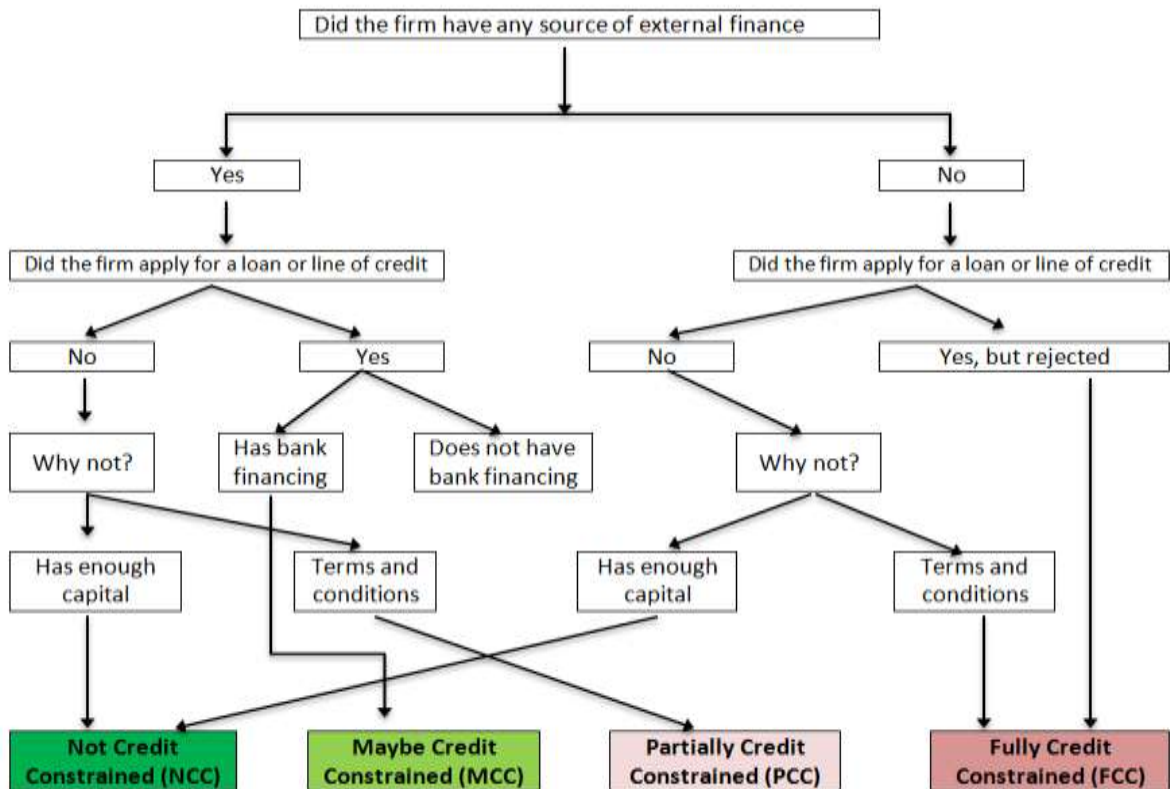 Did the firm have any source of external finance
Yes
No
Did the firm apply for a loan or line of credit
Did the firm apply for a loan or line of credit
No
Yes
No
Yes, but rejected
Why not?
Has bank
financing
Does not have
bank financing
Why not?
Has enough
capital
Terms and
conditions
Has enough
capital
Terms and
conditions
Not Credit
Constrained (NCC)
Maybe Credit
Constrained (MCC)
Partially Credit
Constrained (PCC)
Fully Credit
Constrained (FCC)